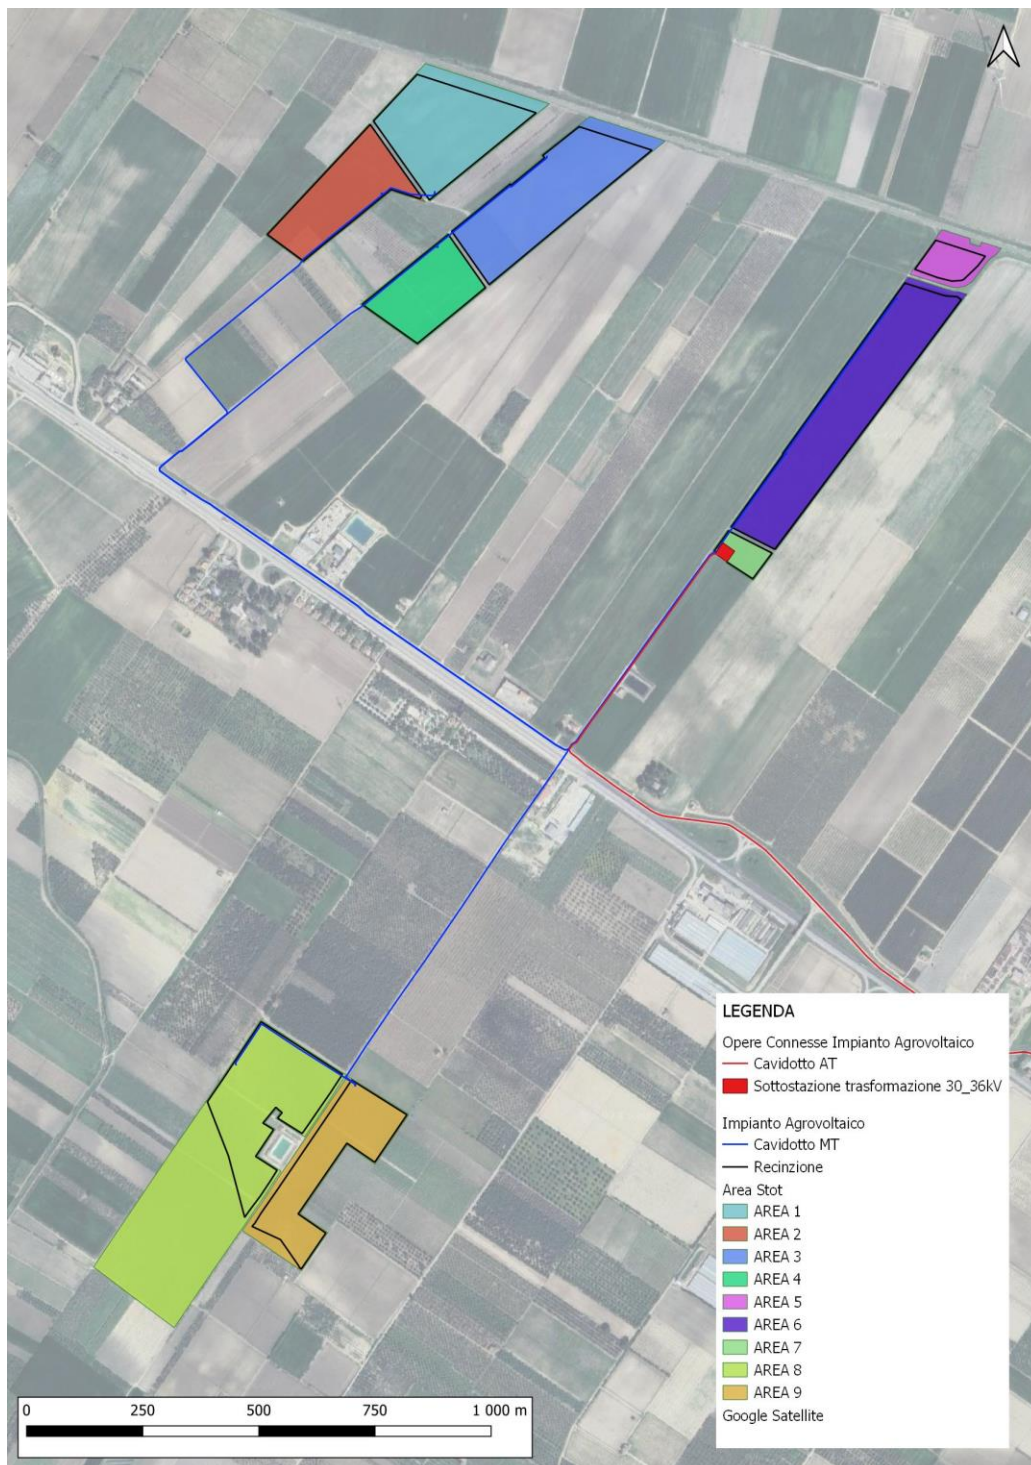 LEGENDA
Opere Connesse Impianto Agrovoltaico
Cavidotto AT
Sottostazione trasformazione 30_36kV
Impianto Agrovoltaico
Cavidotto MT
Recinzione
Area Stot
AREA 1
AREA 2
AREA 3
AREA 4
AREA 5
AREA 6
AREA 7
AREA 8
AREA 9
Google Satellite
0 250 500 750 1 000 m